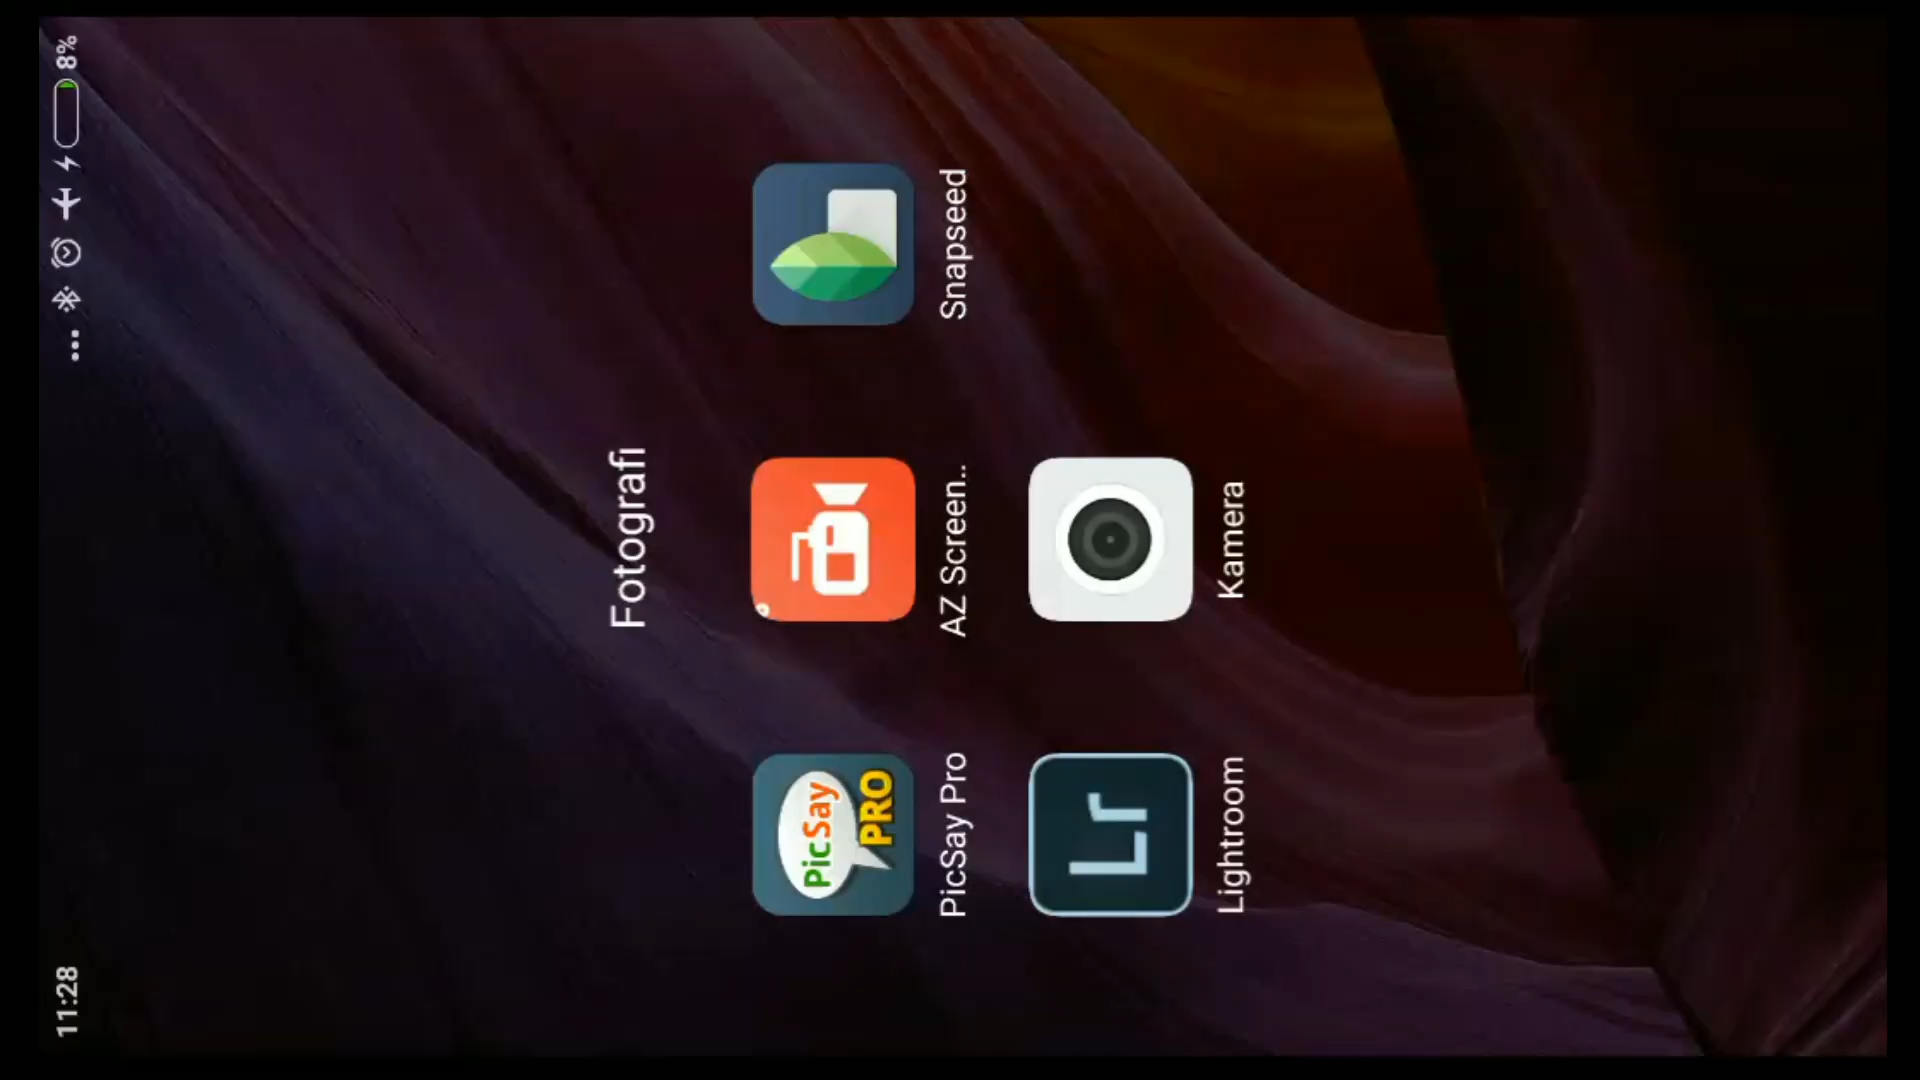 11:28
8%
Fotografi
PicSay
PRO
PicSay Pro
AZ Screen..
Snapseed
Lr
Lightroom
Kamera